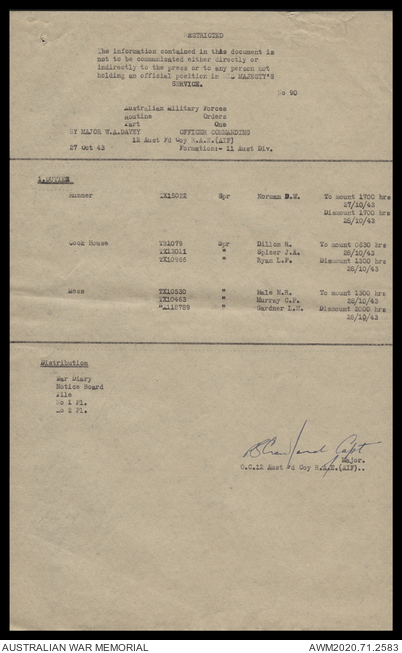 RESTRICTED
The information contained in this document is
not to be communicated either directly or
indirectly to the press or to any person not
holding an official position in HIS MAJESTY'S
SERVICE.
No 90
Australian Military Forces
Routine Orders
Part One
BY MAJOR W.A.DAVEY OFFICER COMMANDING
12 Aust Fd Coy R.A.E.(AIF)
27 Oct 43 Formation:- 11 Aust Div.
1.DUTIES
Runner Spr Norman D.W. To mount 1700 hrs
27/10/43
Dismount 1700 hrs
28/10/43
Cook House Spr Dillon To mount 0630 hrs
" Spicer J.A. 28/10/43
TX10966 " Ryan L.F. Dismount 1300 hrs
28/10/43
Mess TX10530 " Male To mount 1300 hrs
TX10463 " Murray C.F. 28/10/43
" Gardner Dismount 2000 hrs
28/10/43
Distribution
War Diary
Notice Board
File
No 1 Pl.
No 2 Pl.
Capt
Major.
O.C.12 Aust Fd Coy R.A.E.(AIF)..
AUSTRALIAN WAR MEMORIAL AWM2020.71.2583